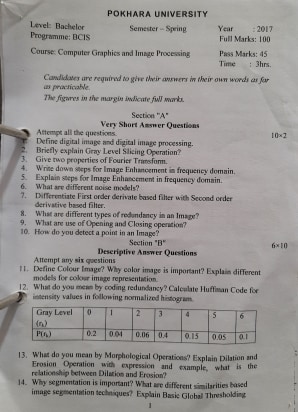 POKHARA UNIVERSITY
Level: Bachelor Semester – Spring Year : 2017
Programme: BCIS Full Marks: 100
Course: Computer Graphics and Image Processing Pass Marks: 45
Time : 3hrs.
Candidates are required to give their answers in their own words as far
as practicable.
The figures in the margin indicate full marks.
Section "A"
Very Short Answer Questions
Attempt all the questions. 10×2
1. Define digital image and digital image processing.
2. Briefly explain Gray Level Slicing Operation?
3. Give two properties of Fourier Transform.
4. Write down steps for Image Enhancement in frequency domain.
5. Explain steps for Image Enhancement in frequency domain.
6. What are different noise models?
7. Differentiate First order derivate based filter with Second order
derivative based filter.
8. What are different types of redundancy in an Image?
9. What are use of Opening and Closing operation?
10. How do you detect a point in an Image?
Section "B"
Descriptive Answer Questions 6×10
Attempt any six questions
11. Define Colour Image? Why color image is important? Explain different
models for colour image representation.
12. What do you mean by coding redundancy? Calculate Huffman Code for
intensity values in following normalized histogram.
Gray Level (rₖ) 0 1 2 3 4 5 6
P(rₖ) 0.2 0.04 0.06 0.4 0.15 0.05 0.1
13. What do you mean by Morphological Operations? Explain Dilation and
Erosion Operation with expression and example, what is the
relationship between Dilation and Erosion?
14. Why segmentation is important? What are different similarities based
image segmentation techniques? Explain Basic Global Thresholding
1